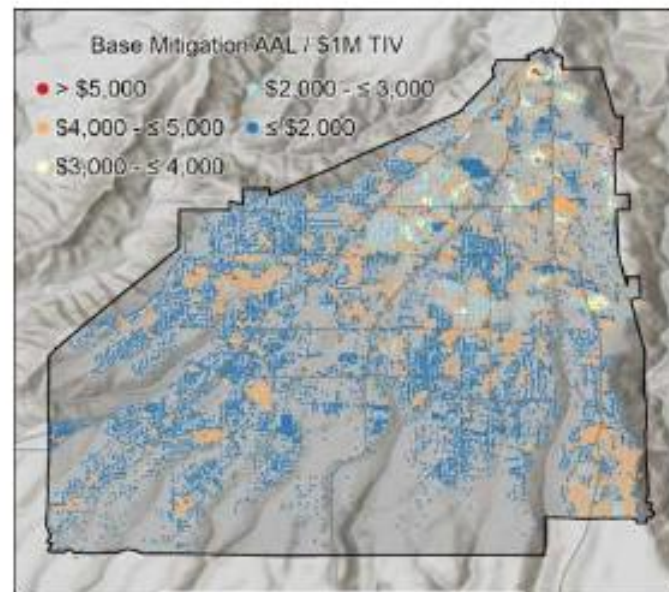 Base Mitigation AAL / $1M TIV
> $5,000
$2,000 - ≤ 3,000
$4,000 - ≤ 5,000
≤ $2,000
$3,000 - ≤ 4,000